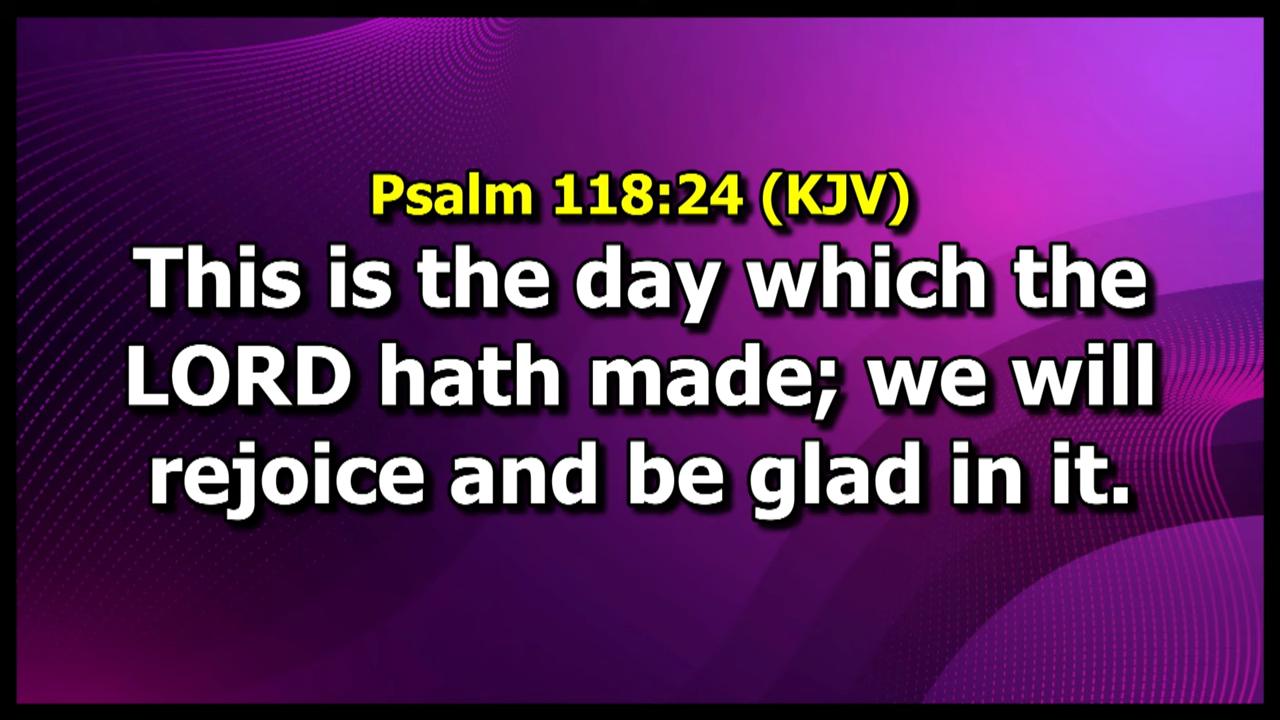 Psalm 118:24 (KJV)
This is the day which the
LORD hath made; we will
rejoice and be glad in it.